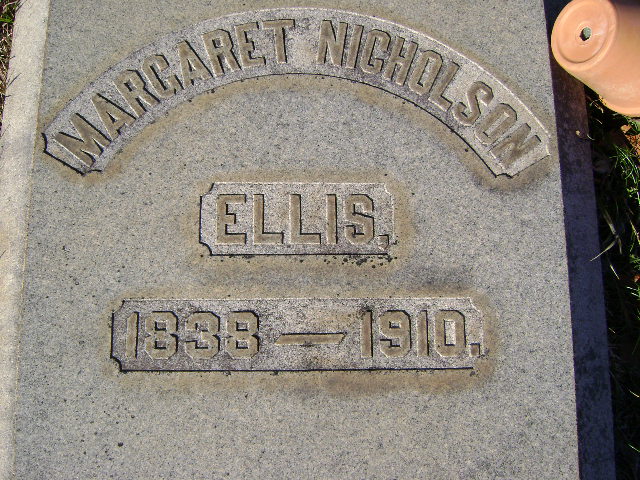 MARGARET NICHOLSON
ELLIS.
1838 — 1910.